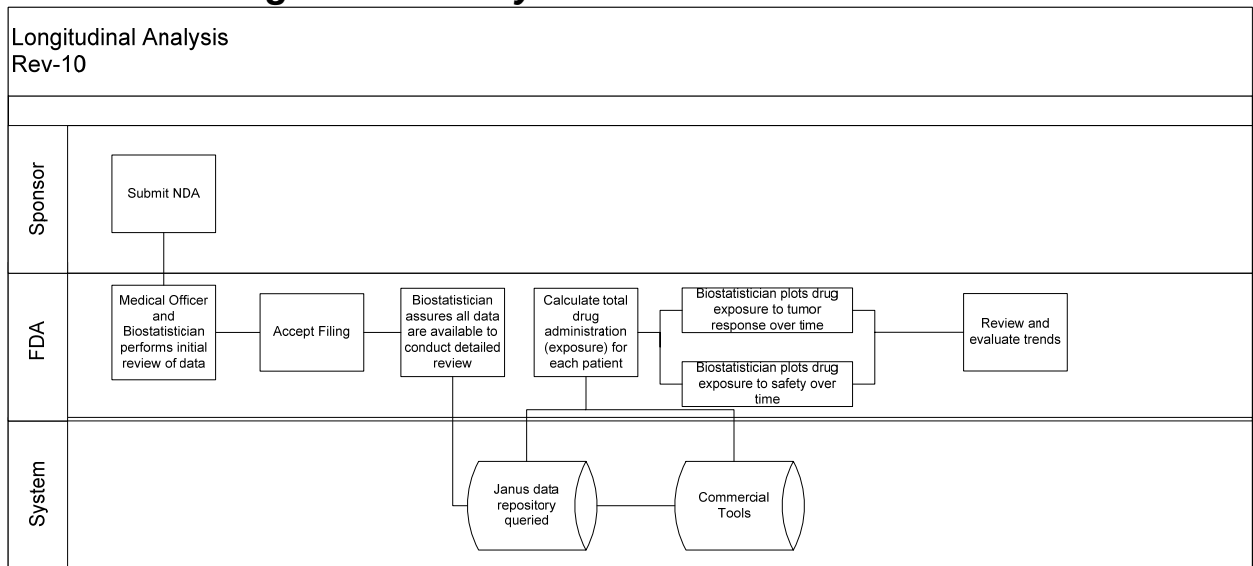 Longitudinal Analysis
Rev-10
Sponsor
Submit NDA
FDA
Medical Officer
and
Biostatistician
performs initial
review of data
Accept Filing
Biostatistician
assures all data
are available to
conduct detailed
review
Calculate total
drug
administration
(exposure) for
each patient
Biostatistician plots drug
exposure to tumor
response over time
Biostatistician plots drug
exposure to safety over
time
Review and
evaluate trends
System
Janus data
repository
queried
Commercial
Tools